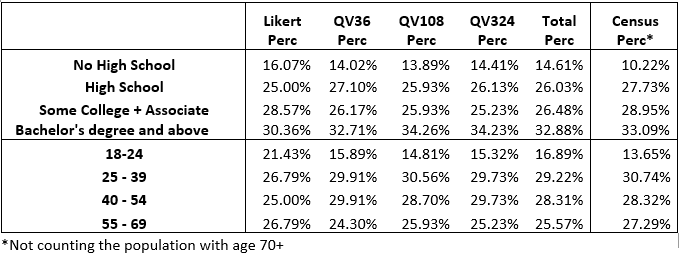 Likert Perc QV36 Perc QV108 Perc QV324 Perc Total Perc Census Perc*
No High School 16.07% 14.02% 13.89% 14.41% 14.61% 10.22%
High School 25.00% 27.10% 25.93% 26.13% 26.03% 27.73%
Some College + Associate 28.57% 26.17% 25.93% 25.23% 26.48% 28.95%
Bachelor's degree and above 30.36% 32.71% 34.26% 34.23% 32.88% 33.09%
18-24 21.43% 15.89% 14.81% 15.32% 16.89% 13.65%
25 - 39 26.79% 29.91% 30.56% 29.73% 29.22% 30.74%
40 - 54 25.00% 29.91% 28.70% 29.73% 28.31% 28.32%
55 - 69 26.79% 24.30% 25.93% 25.23% 25.57% 27.29%
*Not counting the population with age 70+